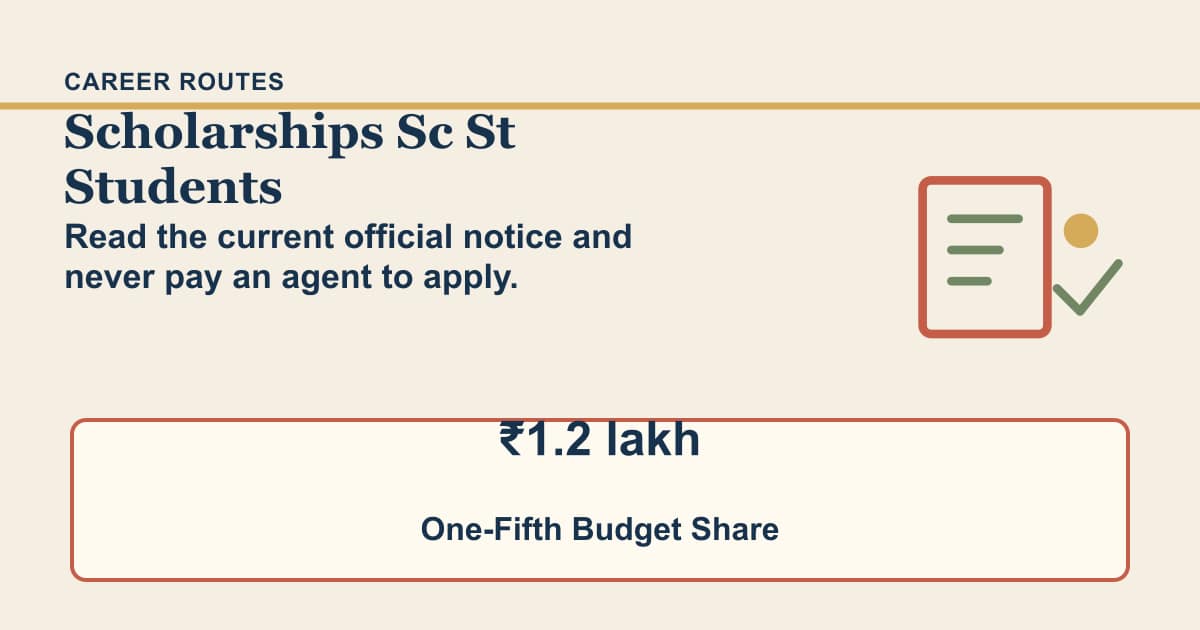 CAREER ROUTES
Scholarships Sc St
Students
Read the current official notice and
never pay an agent to apply.
₹1.2 lakh
One-Fifth Budget Share